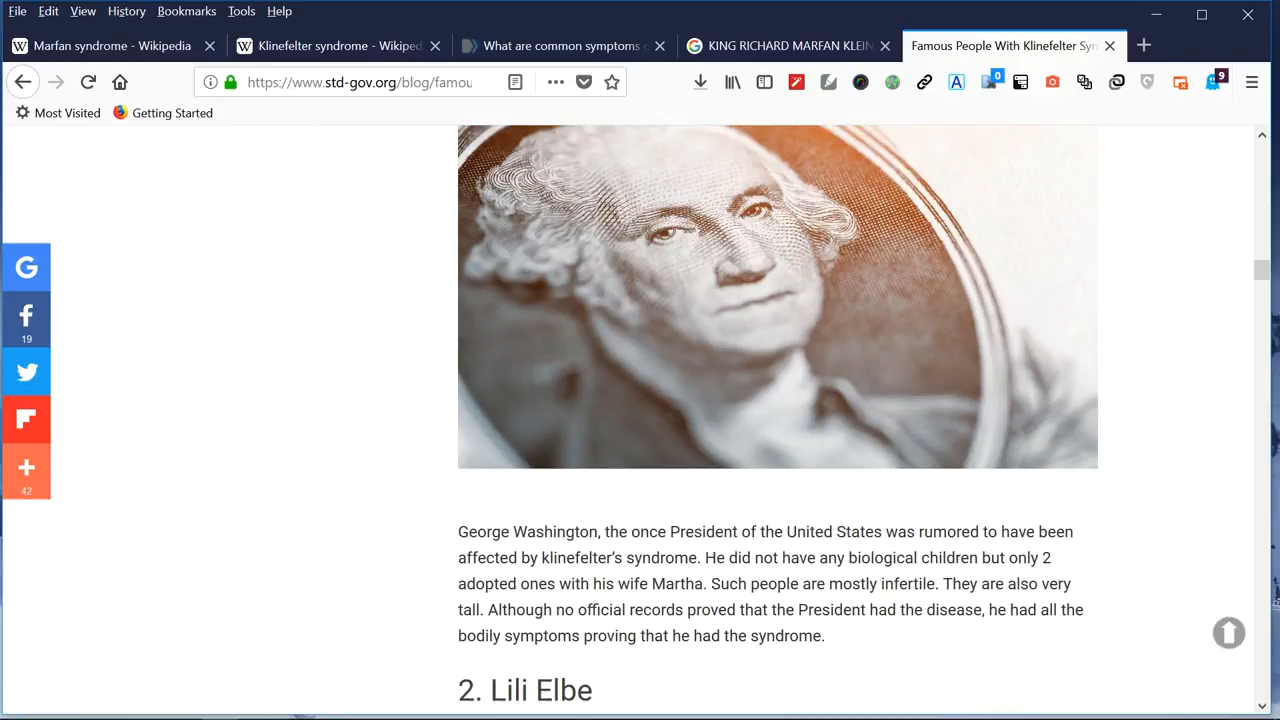 File Edit View History Bookmarks Tools Help
Marfan syndrome - Wikipedia
Klinefelter syndrome - Wikiped
What are common symptoms o
KING RICHARD MARFAN KLEIN
Famous People With Klinefelter Syn
https://www.std-gov.org/blog/famou
0
9
Most Visited Getting Started
19
42
George Washington, the once President of the United States was rumored to have been
affected by klinefelter's syndrome. He did not have any biological children but only 2
adopted ones with his wife Martha. Such people are mostly infertile. They are also very
tall. Although no official records proved that the President had the disease, he had all the
bodily symptoms proving that he had the syndrome.
2. Lili Elbe